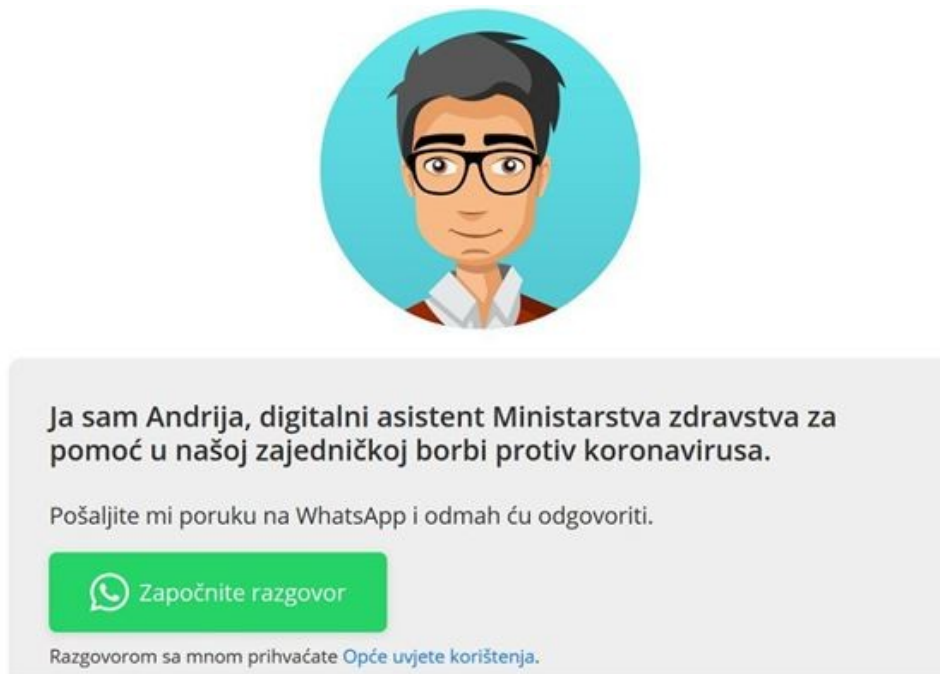 Ja sam Andrija, digitalni asistent Ministarstva zdravstva za
pomoć u našoj zajedničkoj borbi protiv koronavirusa.
Pošaljite mi poruku na WhatsApp i odmah ću odgovoriti.
Započnite razgovor
Razgovorom sa mnom prihvaćate Opće uvjete korištenja.